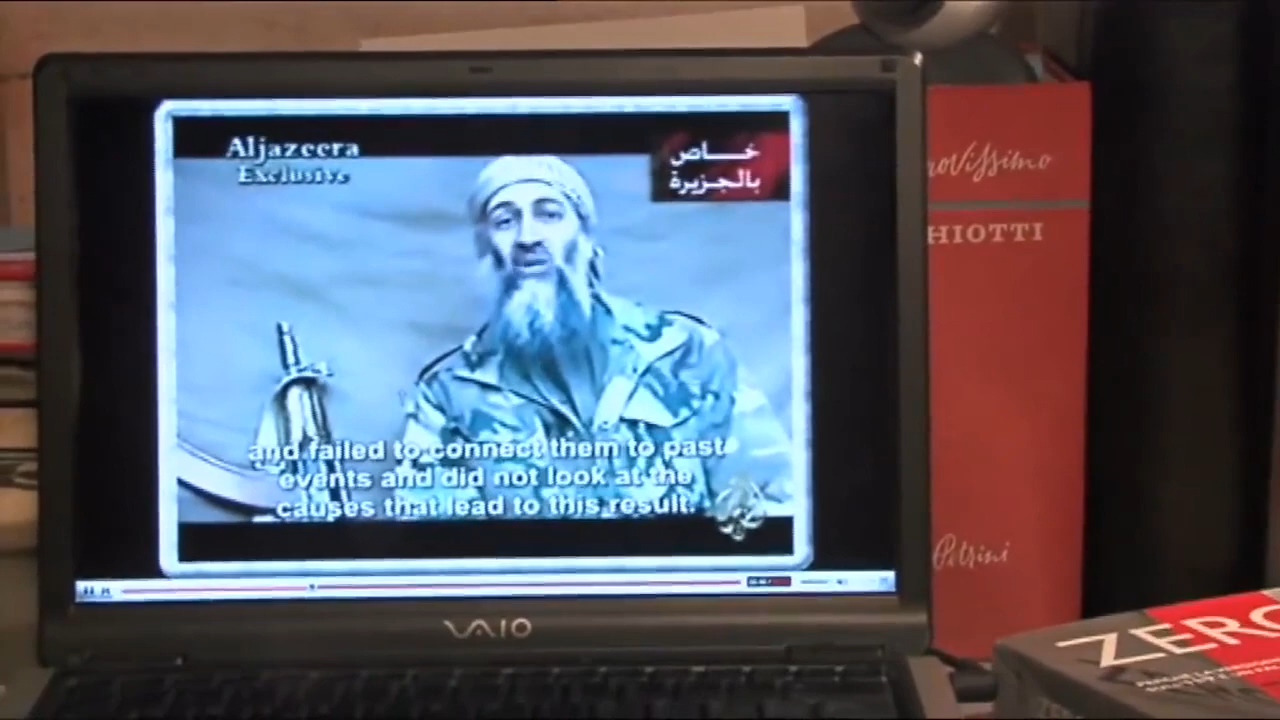 Aljazeera
Exclusive
خاص
بالجزيرة
and failed to connect them to past
events and did not look at the
causes that lead to this result.
VAIO
HIOTTI
Petrini
ZERO